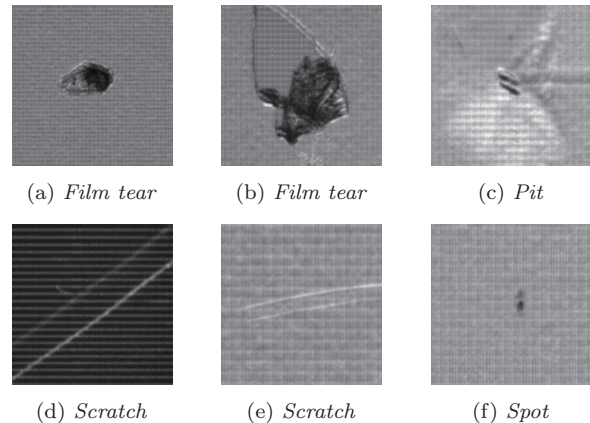 (a) Film tear
(b) Film tear
(c) Pit
(d) Scratch
(e) Scratch
(f) Spot